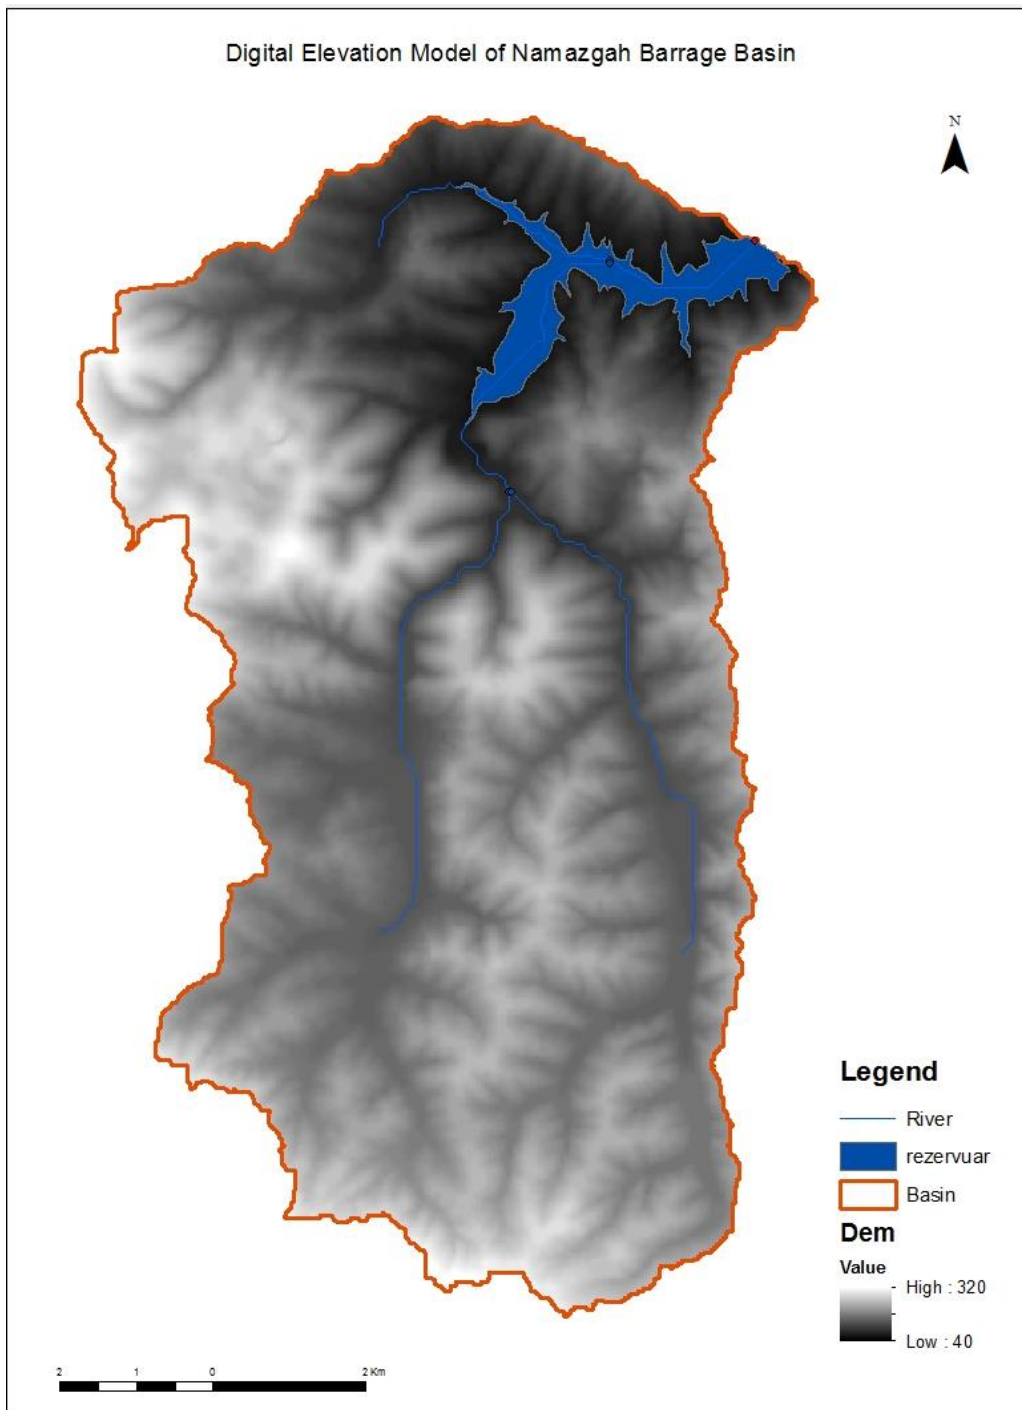 Digital Elevation Model of Namazgah Barrage Basin
N
Legend
River
rezervuar
Basin
Dem
Value
High : 320
Low : 40
2 1 0 2 Km